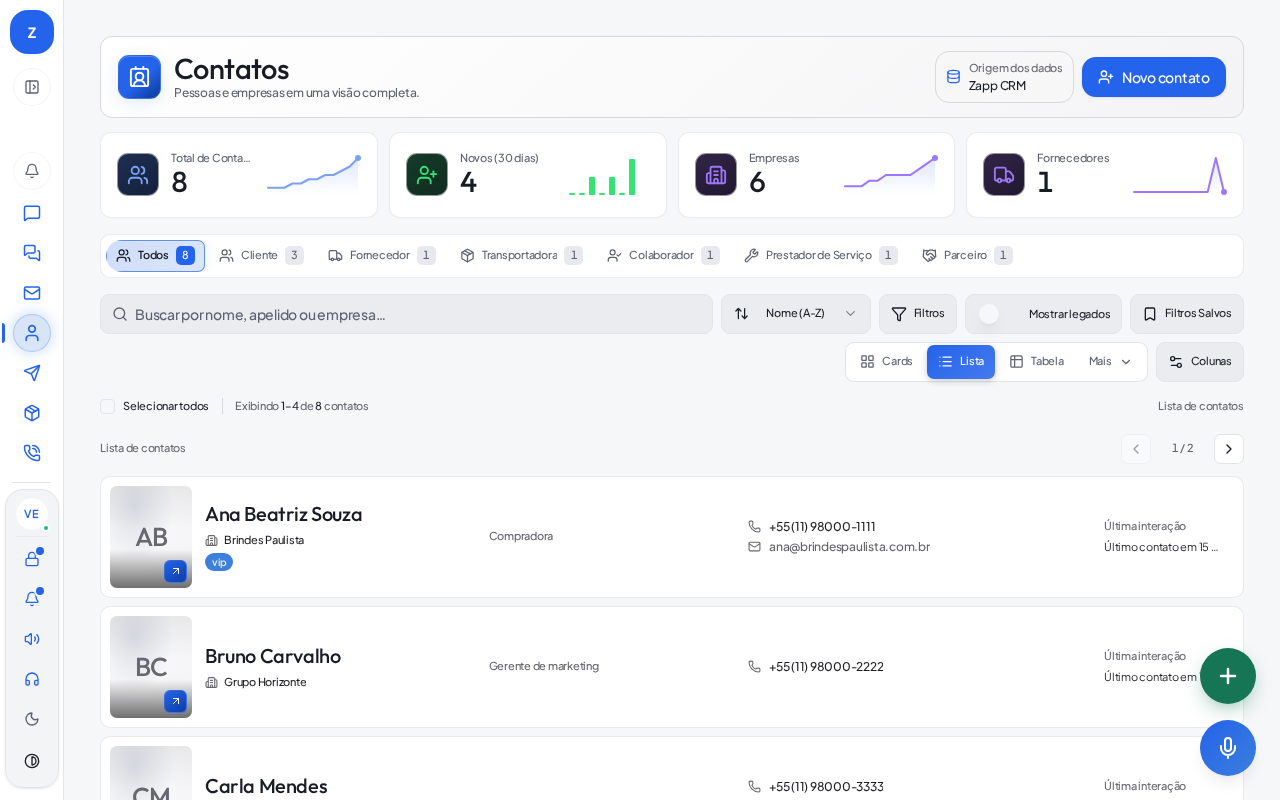 Z
Contatos
Pessoas e empresas em uma visão completa.
Origem dos dados
Zapp CRM
Novo contato
Total de Conta...
8
Novos (30 dias)
4
Empresas
6
Fornecedores
1
Todos 8
Cliente 3
Fornecedor 1
Transportadora 1
Colaborador 1
Prestador de Serviço 1
Parceiro 1
Buscar por nome, apelido ou empresa...
Nome (A-Z)
Filtros
Mostrar legados
Filtros Salvos
Cards
Lista
Tabela
Mais
Colunas
Selecionar todos
Exibindo 1–4 de 8 contatos
Lista de contatos
Lista de contatos
1 / 2
VE
AB
Ana Beatriz Souza
Brindes Paulista
vip
Compradora
+55 (11) 98000-1111
ana@brindespaulista.com.br
Última interação
Último contato em 15 ...
BC
Bruno Carvalho
Grupo Horizonte
Gerente de marketing
+55 (11) 98000-2222
Última interação
Último contato em
CM
Carla Mendes
+55 (11) 98000-3333
Última interação